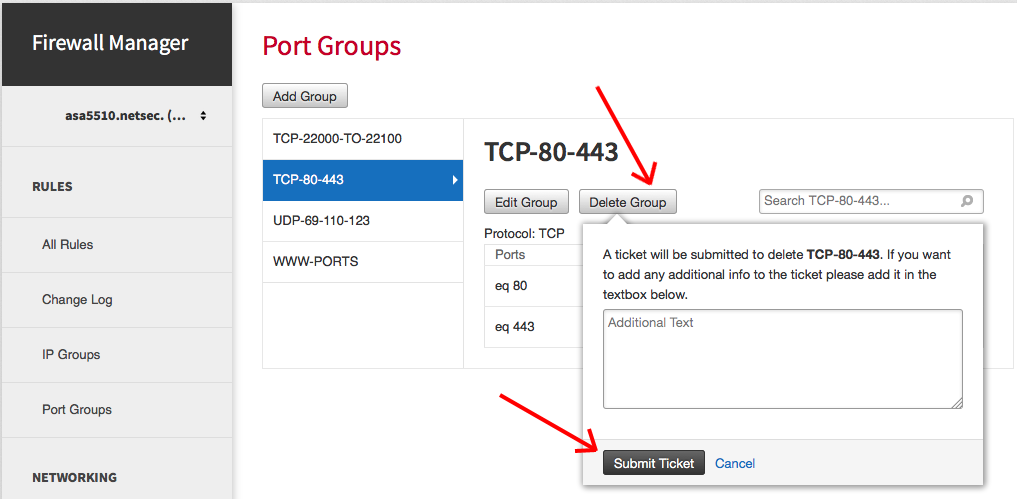 Firewall Manager
asa5510.netsec. (...
RULES
All Rules
Change Log
IP Groups
Port Groups
NETWORKING
Port Groups
Add Group
TCP-22000-TO-22100
TCP-80-443
UDP-69-110-123
WWW-PORTS
TCP-80-443
Edit Group
Delete Group
Search TCP-80-443...
Protocol: TCP
Ports
eq 80
eq 443
A ticket will be submitted to delete TCP-80-443. If you want
to add any additional info to the ticket please add it in the
textbox below.
Additional Text
Submit Ticket
Cancel